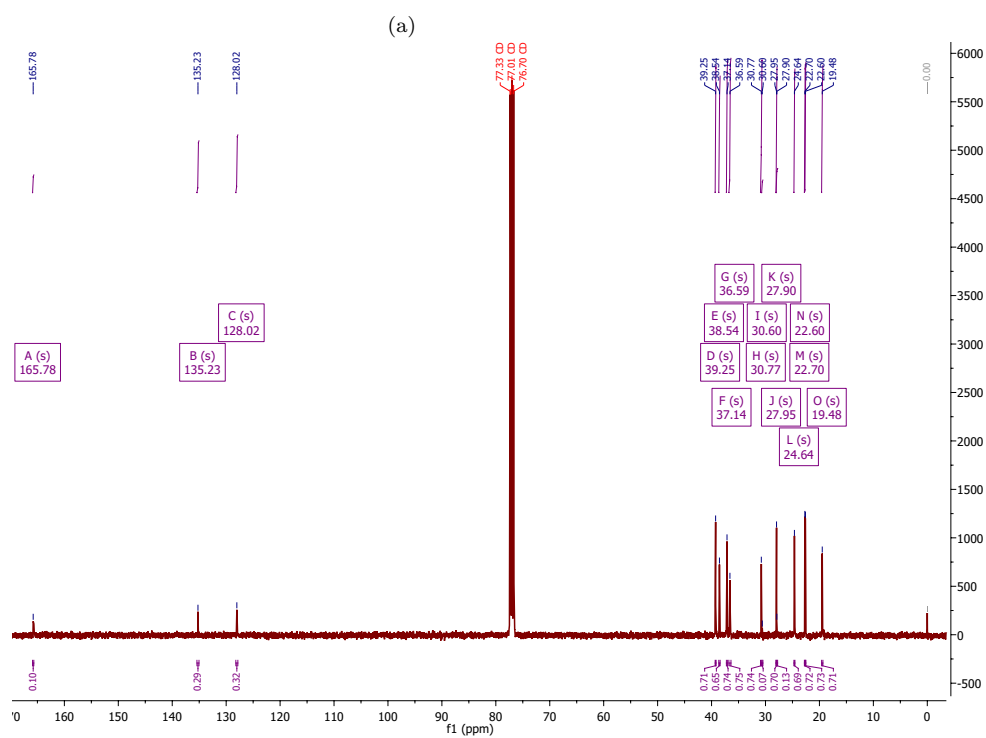 (a)
165.78
135.23
128.02
77.33 CD
77.01 CD
76.70 CD
39.25
38.54
37.14
36.59
30.77
30.60
27.95
27.90
24.64
22.70
22.60
19.48
0.00
G (s)
36.59
K (s)
27.90
C (s)
128.02
E (s)
38.54
I (s)
30.60
N (s)
22.60
A (s)
165.78
B (s)
135.23
D (s)
39.25
H (s)
30.77
M (s)
22.70
F (s)
37.14
J (s)
27.95
O (s)
19.48
L (s)
24.64
6000
5500
5000
4500
4000
3500
3000
2500
2000
1500
1000
500
0
-500
0.10
0.29
0.32
0.71
0.65
0.74
0.75
0.74
0.07
0.70
0.13
0.69
0.72
0.73
0.71
70 160 150 140 130 120 110 100 90 80 70 60 50 40 30 20 10 0
f1 (ppm)